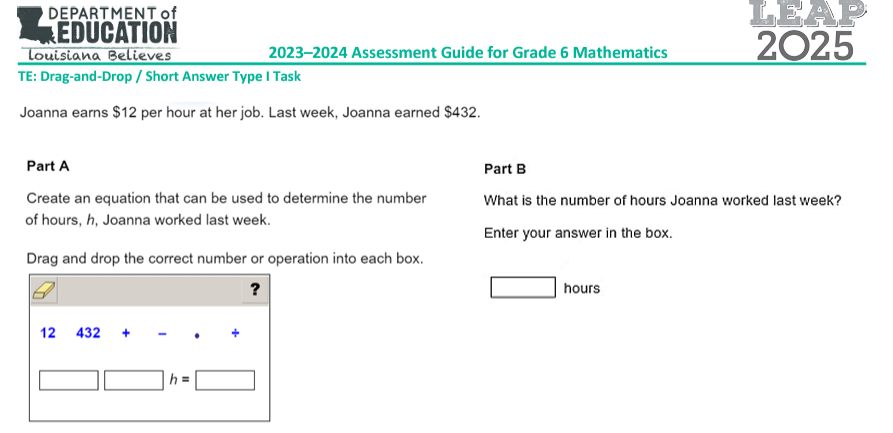 DEPARTMENT of
EDUCATION
Louisiana Believes
2023–2024 Assessment Guide for Grade 6 Mathematics
LEAP
2025
TE: Drag-and-Drop / Short Answer Type I Task
Joanna earns $12 per hour at her job. Last week, Joanna earned $432.
Part A
Create an equation that can be used to determine the number
of hours, h, Joanna worked last week.
Drag and drop the correct number or operation into each box.
?
12 432 + − • ÷
h =
Part B
What is the number of hours Joanna worked last week?
Enter your answer in the box.
hours